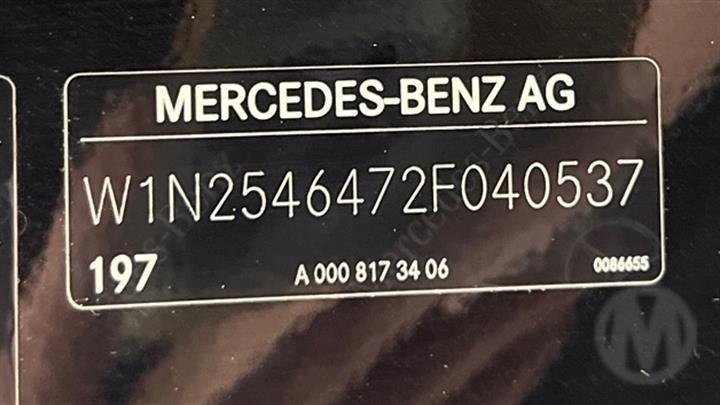 MERCEDES-BENZ AG
W1N2546472F040537
197 A 000 817 34 06 0086655
M